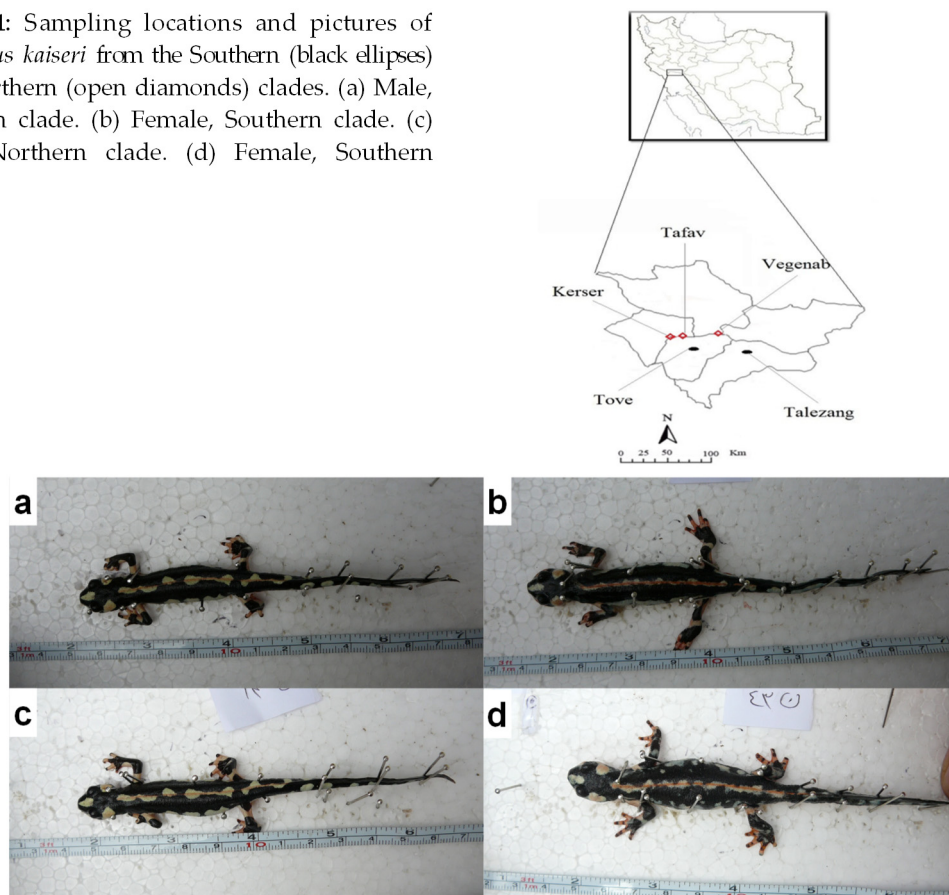 1: Sampling locations and pictures of
us kaiseri from the Southern (black ellipses)
rthern (open diamonds) clades. (a) Male,
n clade. (b) Female, Southern clade. (c)
Northern clade. (d) Female, Southern
Tafav
Vegenab
Kerser
Tove
Talezang
N
0 25 50 100 Km
a
b
c
d